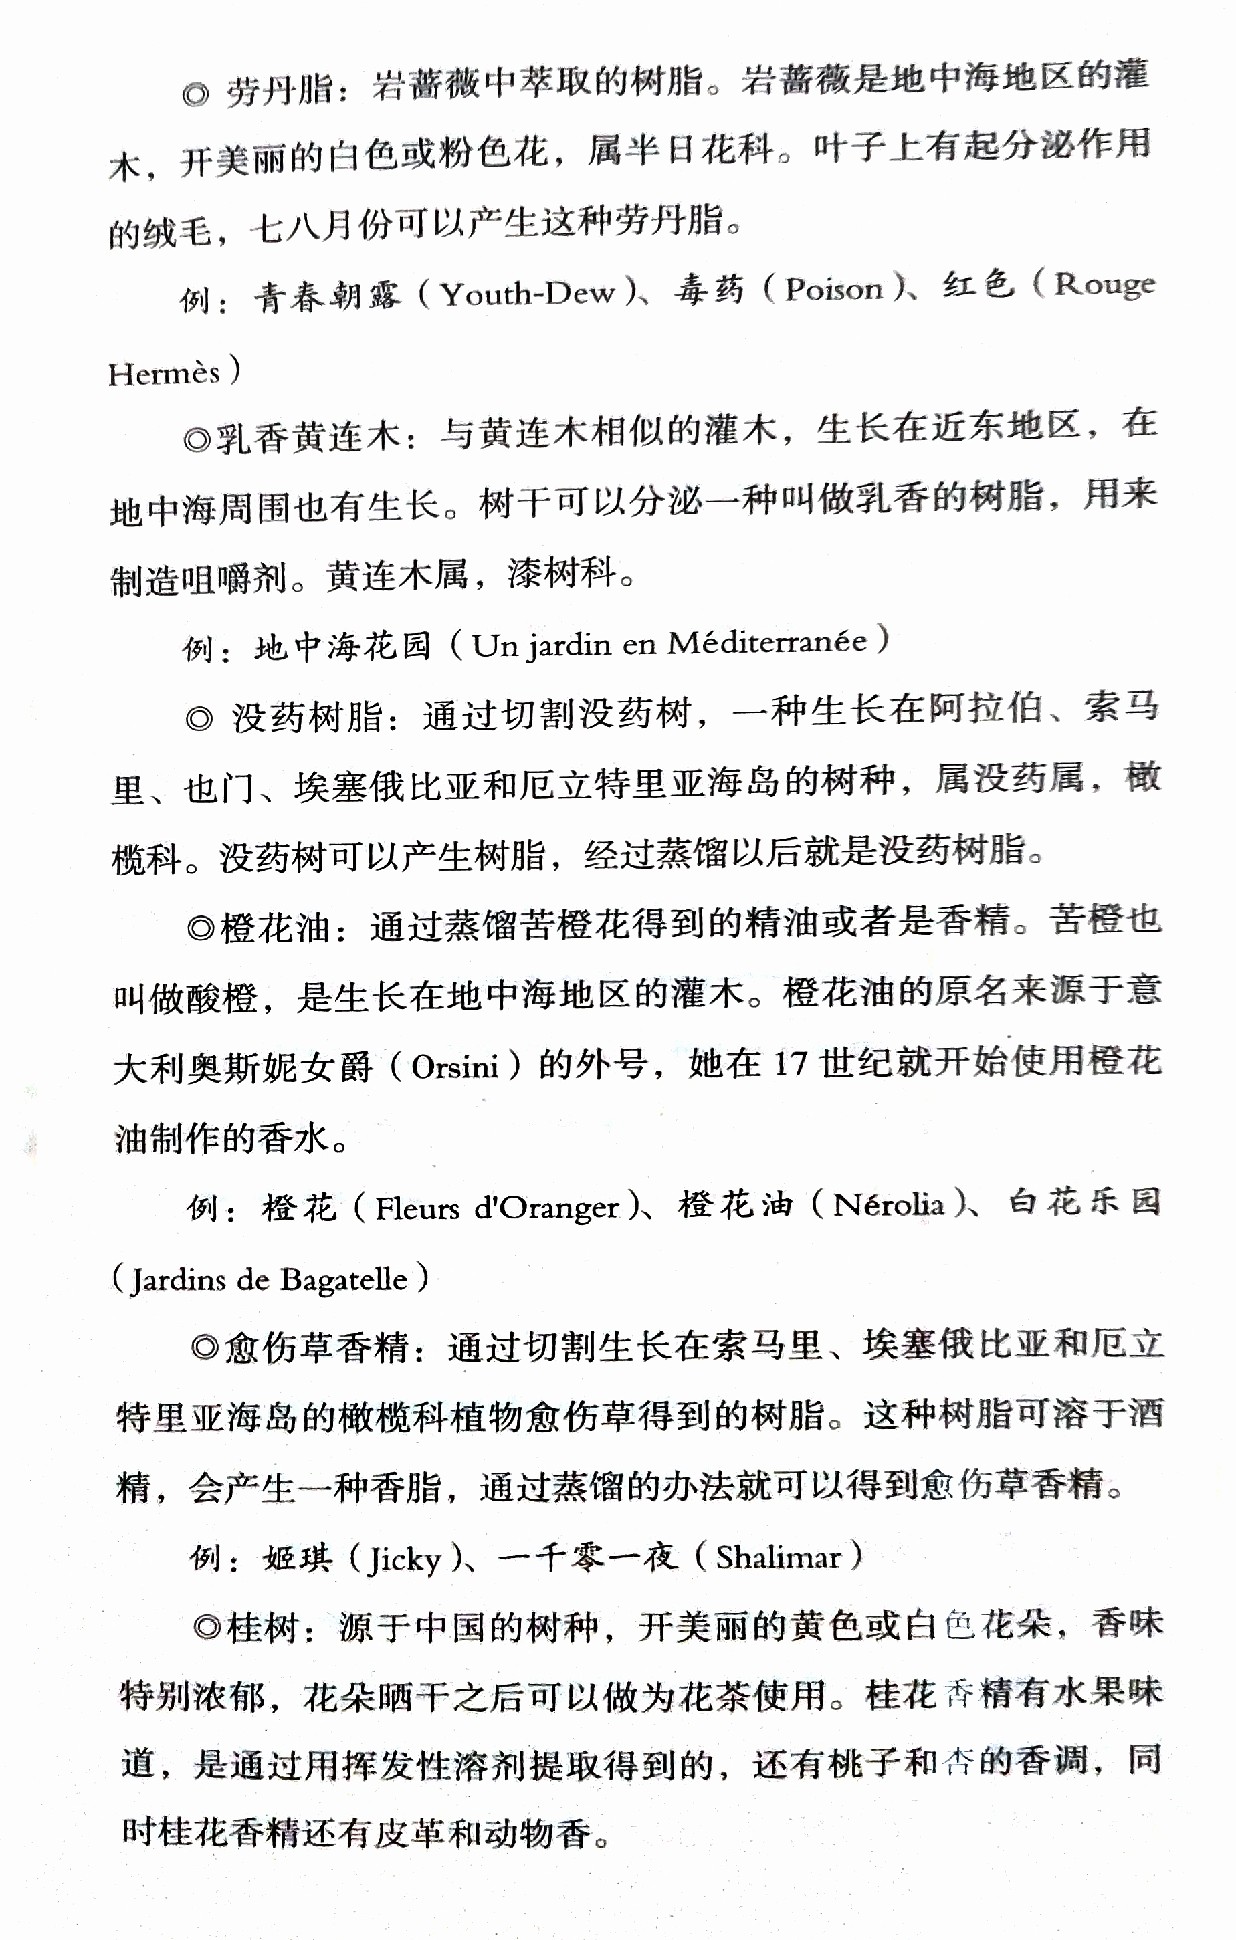 ◎ 劳丹脂：岩蔷薇中萃取的树脂。岩蔷薇是地中海地区的灌
木，开美丽的白色或粉色花，属半日花科。叶子上有起分泌作用
的绒毛，七八月份可以产生这种劳丹脂。
例：青春朝露（Youth-Dew）、毒药（Poison）、红色（Rouge
Hermès）
◎乳香黄连木：与黄连木相似的灌木，生长在近东地区，在
地中海周围也有生长。树干可以分泌一种叫做乳香的树脂，用来
制造咀嚼剂。黄连木属，漆树科。
例：地中海花园（Un jardin en Méditerranée）
◎ 没药树脂：通过切割没药树，一种生长在阿拉伯、索马
里、也门、埃塞俄比亚和厄立特里亚海岛的树种，属没药属，橄
榄科。没药树可以产生树脂，经过蒸馏以后就是没药树脂。
◎橙花油：通过蒸馏苦橙花得到的精油或者是香精。苦橙也
叫做酸橙，是生长在地中海地区的灌木。橙花油的原名来源于意
大利奥斯妮女爵（Orsini）的外号，她在 17 世纪就开始使用橙花
油制作的香水。
例：橙花（Fleurs d'Oranger）、橙花油（Nérolia）、白花乐园
（Jardins de Bagatelle）
◎愈伤草香精：通过切割生长在索马里、埃塞俄比亚和厄立
特里亚海岛的橄榄科植物愈伤草得到的树脂。这种树脂可溶于酒
精，会产生一种香脂，通过蒸馏的办法就可以得到愈伤草香精。
例：姬琪（Jicky）、一千零一夜（Shalimar）
◎桂树：源于中国的树种，开美丽的黄色或白色花朵，香味
特别浓郁，花朵晒干之后可以做为花茶使用。桂花香精有水果味
道，是通过用挥发性溶剂提取得到的，还有桃子和杏的香调，同
时桂花香精还有皮革和动物香。